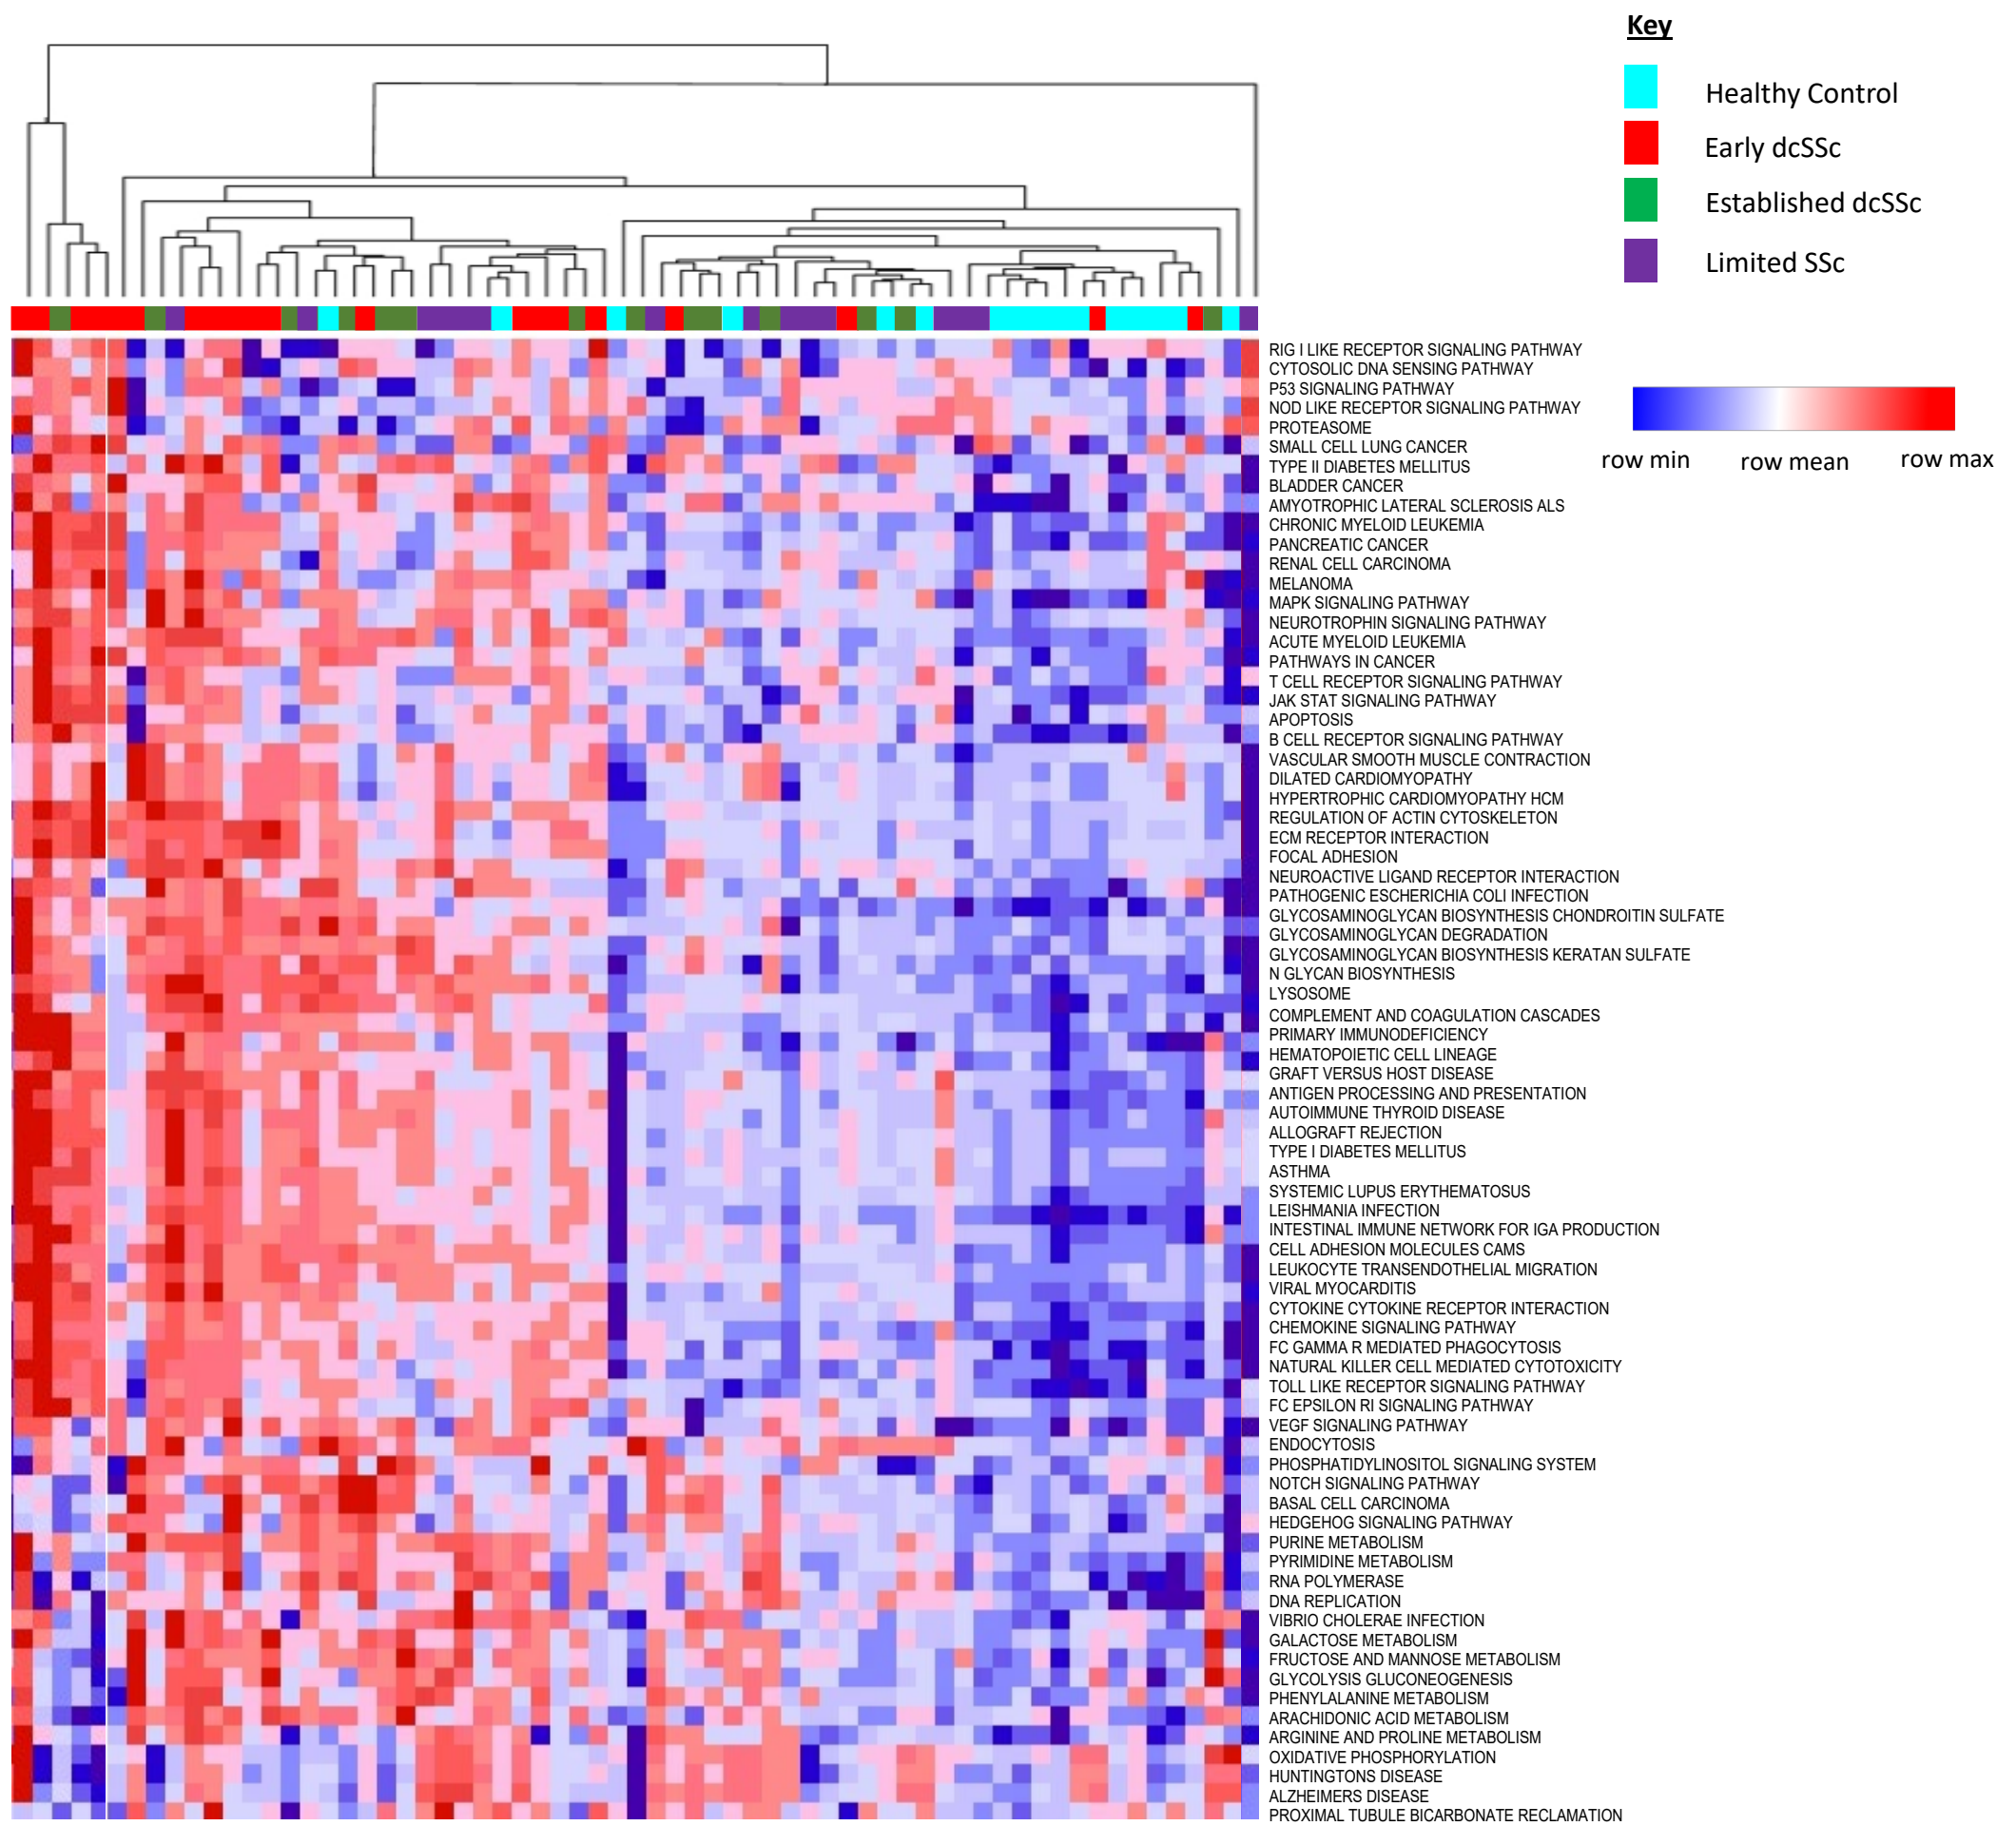 Key
Healthy Control
Early dcSSc
Established dcSSc
Limited SSc
row min
row mean
row max
RIG I LIKE RECEPTOR SIGNALING PATHWAY
CYTOSOLIC DNA SENSING PATHWAY
P53 SIGNALING PATHWAY
NOD LIKE RECEPTOR SIGNALING PATHWAY
PROTEASOME
SMALL CELL LUNG CANCER
TYPE II DIABETES MELLITUS
BLADDER CANCER
AMYOTROPHIC LATERAL SCLEROSIS ALS
CHRONIC MYELOID LEUKEMIA
PANCREATIC CANCER
RENAL CELL CARCINOMA
MELANOMA
MAPK SIGNALING PATHWAY
NEUROTROPHIN SIGNALING PATHWAY
ACUTE MYELOID LEUKEMIA
PATHWAYS IN CANCER
T CELL RECEPTOR SIGNALING PATHWAY
JAK STAT SIGNALING PATHWAY
APOPTOSIS
B CELL RECEPTOR SIGNALING PATHWAY
VASCULAR SMOOTH MUSCLE CONTRACTION
DILATED CARDIOMYOPATHY
HYPERTROPHIC CARDIOMYOPATHY HCM
REGULATION OF ACTIN CYTOSKELETON
ECM RECEPTOR INTERACTION
FOCAL ADHESION
NEUROACTIVE LIGAND RECEPTOR INTERACTION
PATHOGENIC ESCHERICHIA COLI INFECTION
GLYCOSAMINOGLYCAN BIOSYNTHESIS CHONDROITIN SULFATE
GLYCOSAMINOGLYCAN DEGRADATION
GLYCOSAMINOGLYCAN BIOSYNTHESIS KERATAN SULFATE
N GLYCAN BIOSYNTHESIS
LYSOSOME
COMPLEMENT AND COAGULATION CASCADES
PRIMARY IMMUNODEFICIENCY
HEMATOPOIETIC CELL LINEAGE
GRAFT VERSUS HOST DISEASE
ANTIGEN PROCESSING AND PRESENTATION
AUTOIMMUNE THYROID DISEASE
ALLOGRAFT REJECTION
TYPE I DIABETES MELLITUS
ASTHMA
SYSTEMIC LUPUS ERYTHEMATOSUS
LEISHMANIA INFECTION
INTESTINAL IMMUNE NETWORK FOR IGA PRODUCTION
CELL ADHESION MOLECULES CAMS
LEUKOCYTE TRANSENDOTHELIAL MIGRATION
VIRAL MYOCARDITIS
CYTOKINE CYTOKINE RECEPTOR INTERACTION
CHEMOKINE SIGNALING PATHWAY
FC GAMMA R MEDIATED PHAGOCYTOSIS
NATURAL KILLER CELL MEDIATED CYTOTOXICITY
TOLL LIKE RECEPTOR SIGNALING PATHWAY
FC EPSILON RI SIGNALING PATHWAY
VEGF SIGNALING PATHWAY
ENDOCYTOSIS
PHOSPHATIDYLINOSITOL SIGNALING SYSTEM
NOTCH SIGNALING PATHWAY
BASAL CELL CARCINOMA
HEDGEHOG SIGNALING PATHWAY
PURINE METABOLISM
PYRIMIDINE METABOLISM
RNA POLYMERASE
DNA REPLICATION
VIBRIO CHOLERAE INFECTION
GALACTOSE METABOLISM
FRUCTOSE AND MANNOSE METABOLISM
GLYCOLYSIS GLUCONEOGENESIS
PHENYLALANINE METABOLISM
ARACHIDONIC ACID METABOLISM
ARGININE AND PROLINE METABOLISM
OXIDATIVE PHOSPHORYLATION
HUNTINGTONS DISEASE
ALZHEIMERS DISEASE
PROXIMAL TUBULE BICARBONATE RECLAMATION